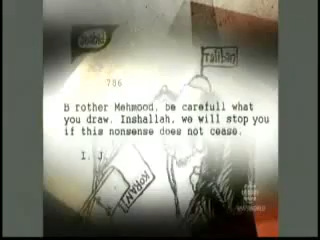 Taliban
786
B rother Mehmood, be carefull what
you draw. Inshallah, we will stop you
if this nonsense does not cease.
I. J.
KORAN